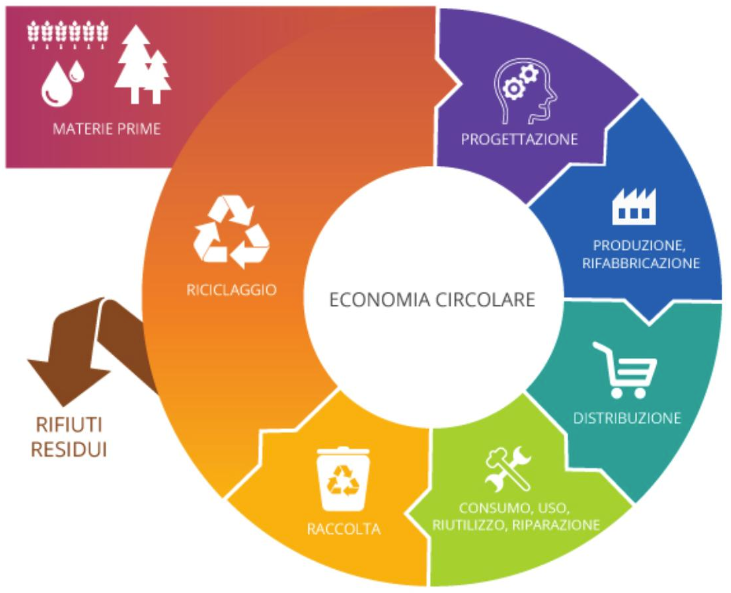 MATERIE PRIME
PROGETTAZIONE
PRODUZIONE,
RIFABBRICAZIONE
RICICLAGGIO
ECONOMIA CIRCOLARE
DISTRIBUZIONE
RIFIUTI
RESIDUI
CONSUMO, USO,
RIUTILIZZO, RIPARAZIONE
RACCOLTA